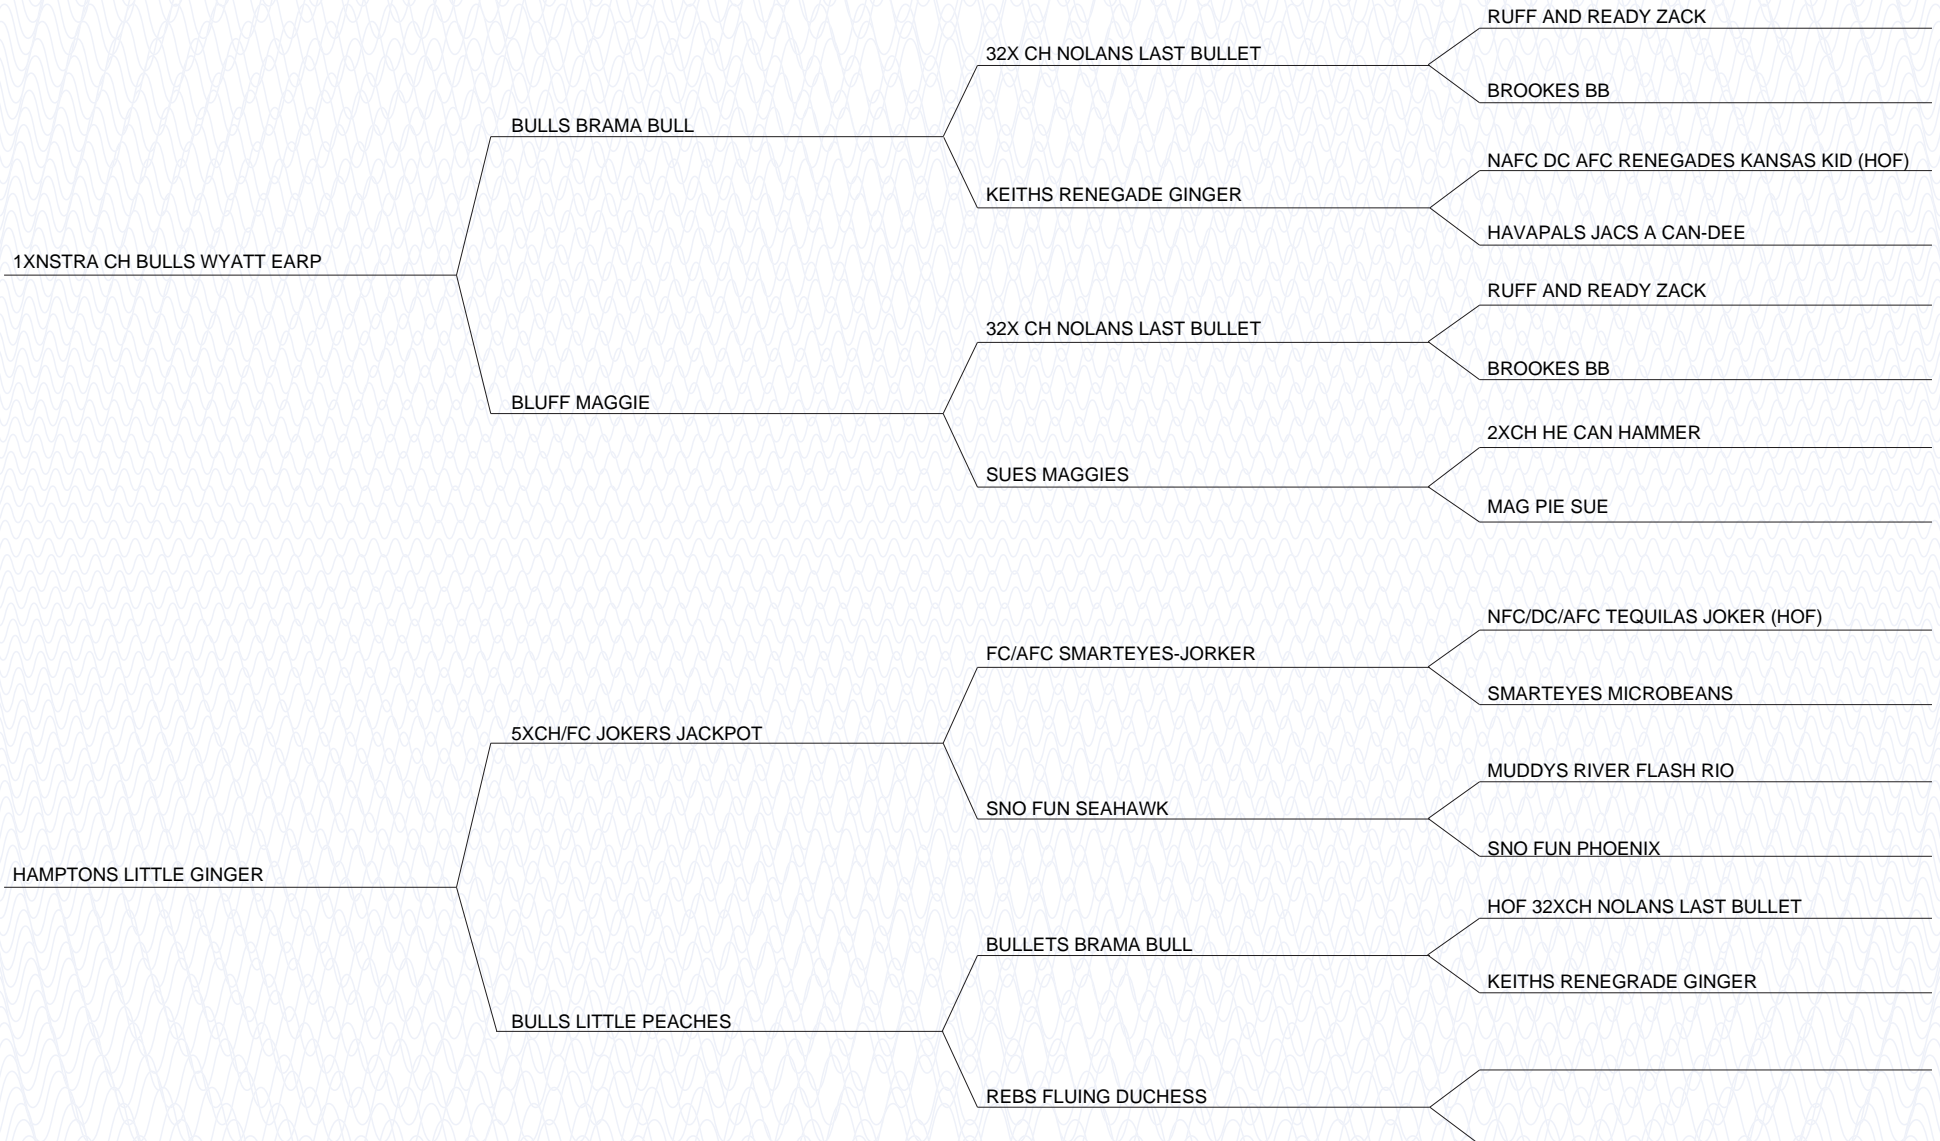 RUFF AND READY ZACK
32X CH NOLANS LAST BULLET
BROOKES BB
BULLS BRAMA BULL
NAFC DC AFC RENEGADES KANSAS KID (HOF)
KEITHS RENEGADE GINGER
HAVAPALS JACS A CAN-DEE
1XNSTRA CH BULLS WYATT EARP
RUFF AND READY ZACK
32X CH NOLANS LAST BULLET
BROOKES BB
BLUFF MAGGIE
2XCH HE CAN HAMMER
SUES MAGGIES
MAG PIE SUE
NFC/DC/AFC TEQUILAS JOKER (HOF)
FC/AFC SMARTEYES-JORKER
SMARTEYES MICROBEANS
5XCH/FC JOKERS JACKPOT
MUDDYS RIVER FLASH RIO
SNO FUN SEAHAWK
SNO FUN PHOENIX
HAMPTONS LITTLE GINGER
HOF 32XCH NOLANS LAST BULLET
BULLETS BRAMA BULL
KEITHS RENEGRADE GINGER
BULLS LITTLE PEACHES
REBS FLUING DUCHESS